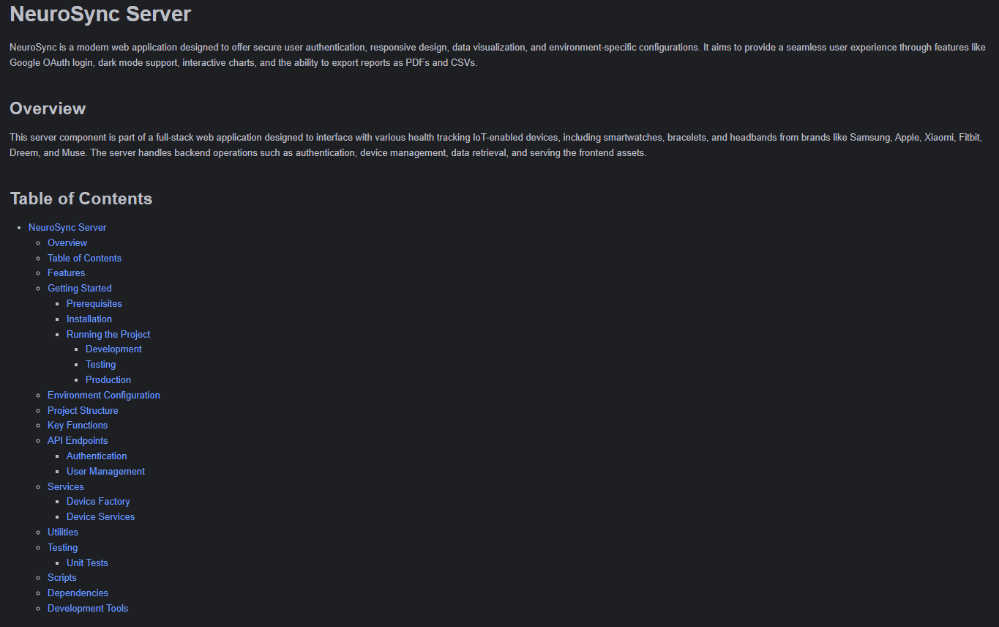 NeuroSync Server
NeuroSync is a modern web application designed to offer secure user authentication, responsive design, data visualization, and environment-specific configurations. It aims to provide a seamless user experience through features like
Google OAuth login, dark mode support, interactive charts, and the ability to export reports as PDFs and CSVs.
Overview
This server component is part of a full-stack web application designed to interface with various health tracking IoT-enabled devices, including smartwatches, bracelets, and headbands from brands like Samsung, Apple, Xiaomi, Fitbit,
Dreem, and Muse. The server handles backend operations such as authentication, device management, data retrieval, and serving the frontend assets.
Table of Contents
NeuroSync Server
Overview
Table of Contents
Features
Getting Started
Prerequisites
Installation
Running the Project
Development
Testing
Production
Environment Configuration
Project Structure
Key Functions
API Endpoints
Authentication
User Management
Services
Device Factory
Device Services
Utilities
Testing
Unit Tests
Scripts
Dependencies
Development Tools